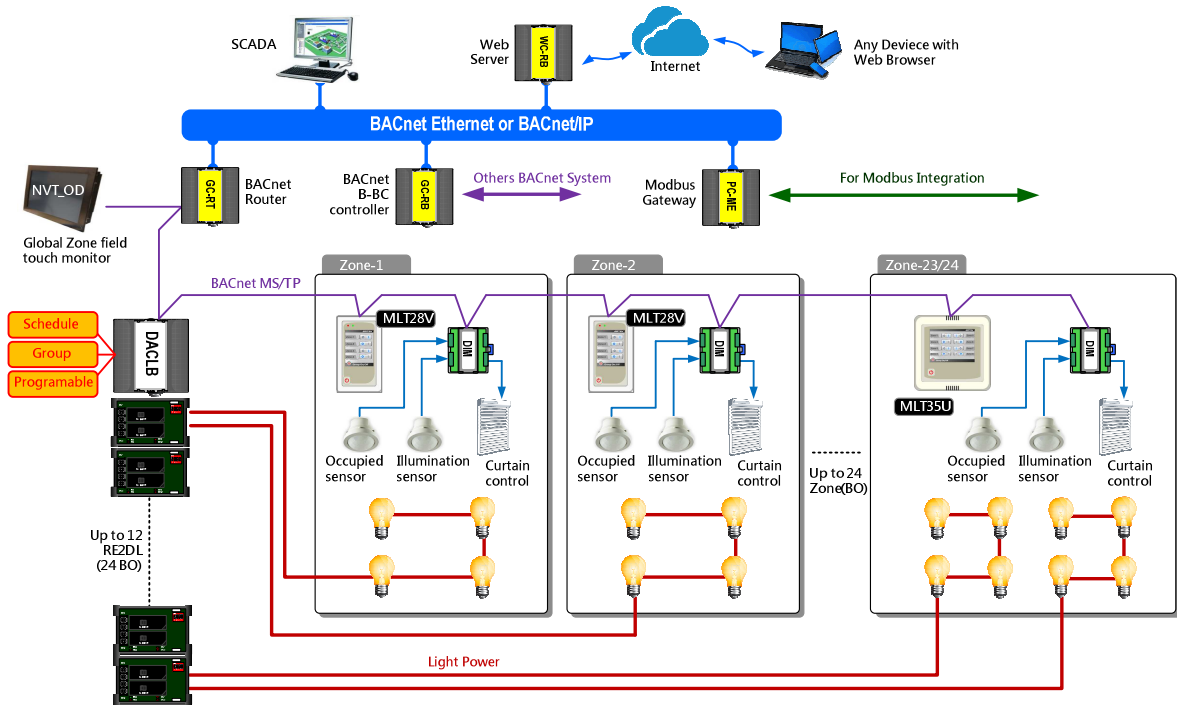 SCADA
Web
Server
WC-RB
Internet
Any Deviece with
Web Browser
BACnet Ethernet or BACnet/IP
NVT_OD
Global Zone field
touch monitor
GC-RT
BACnet
Router
BACnet
B-BC
controller
GC-RB
Others BACnet System
Modbus
Gateway
PC-ME
For Modbus Integration
BACnet MS/TP
Schedule
Group
Programable
DACLB
Up to 12
RE2DL
(24 BO)
Zone-1
MLT28V
DIM
Occupied
sensor
Illumination
sensor
Curtain
control
Zone-2
MLT28V
DIM
Occupied
sensor
Illumination
sensor
Curtain
control
Up to 24
Zone(BO)
Zone-23/24
MLT35U
DIM
Occupied
sensor
Illumination
sensor
Curtain
control
Light Power